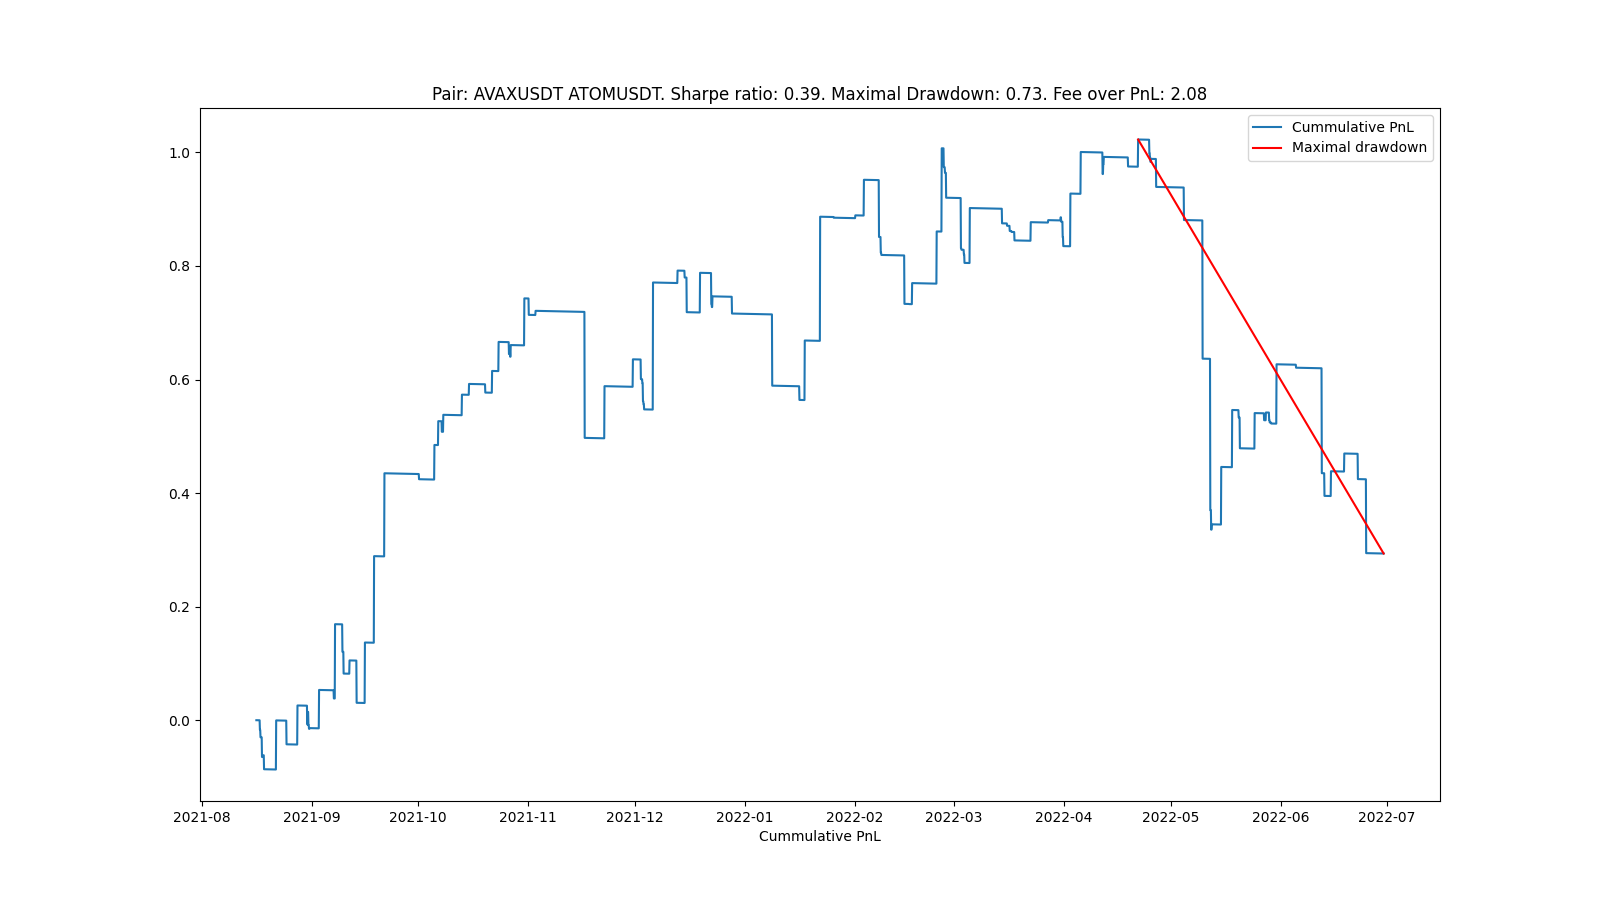 Pair: AVAXUSDT ATOMUSDT. Sharpe ratio: 0.39. Maximal Drawdown: 0.73. Fee over PnL: 2.08
Cummulative PnL
Maximal drawdown
1.0
0.8
0.6
0.4
0.2
0.0
2021-08 2021-09 2021-10 2021-11 2021-12 2022-01 2022-02 2022-03 2022-04 2022-05 2022-06 2022-07
Cummulative PnL